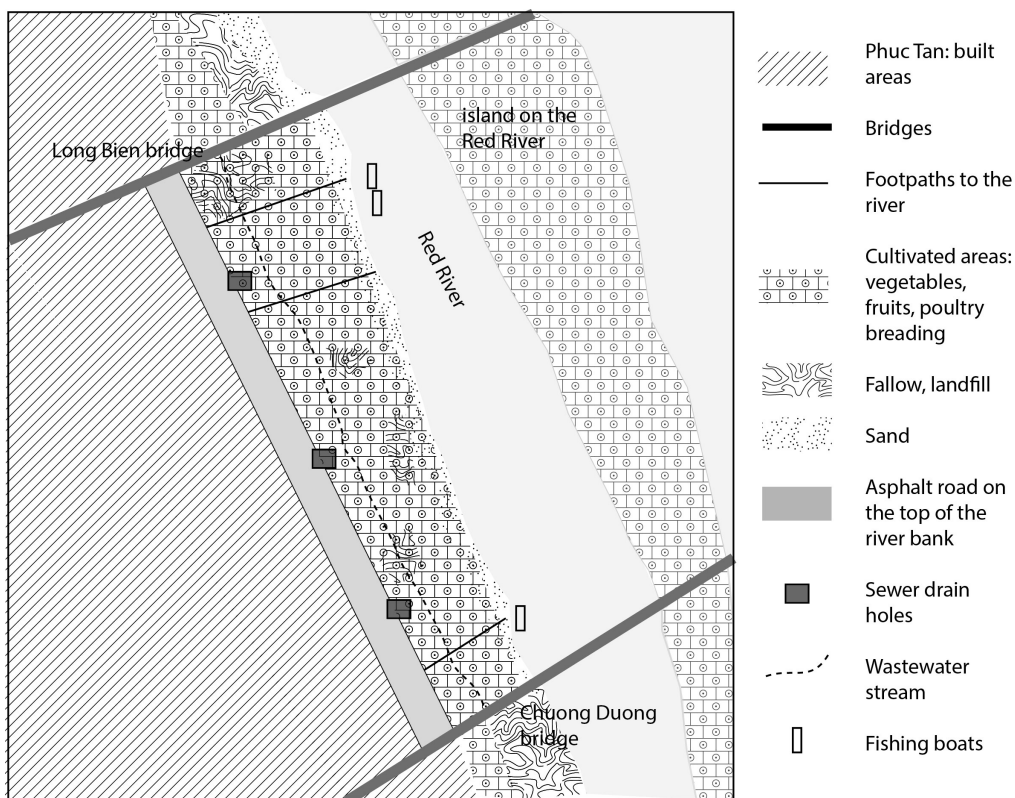 Long Bien bridge
island on the
Red River
Red River
Chuong Duong
bridge
Phuc Tan: built
areas
Bridges
Footpaths to the
river
Cultivated areas:
vegetables,
fruits, poultry
breading
Fallow, landfill
Sand
Asphalt road on
the top of the
river bank
Sewer drain
holes
Wastewater
stream
Fishing boats